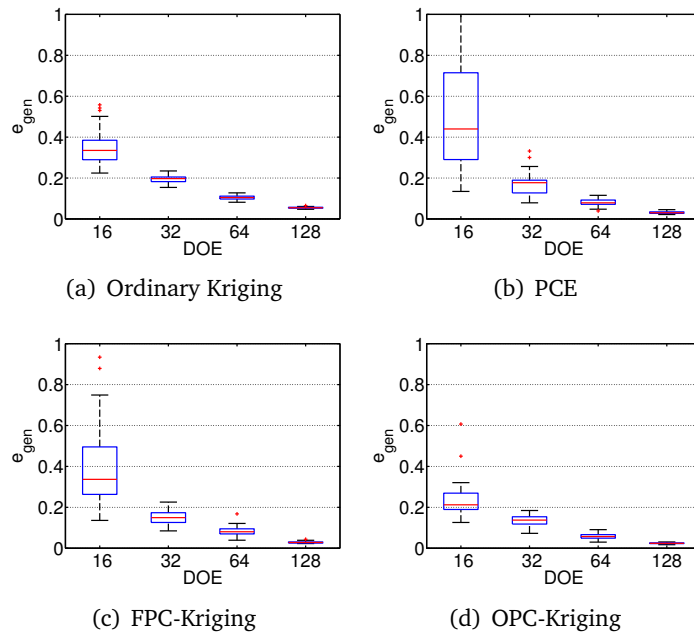 1
0.8
0.6
0.4
0.2
0
e_gen
16 32 64 128
DOE
(a) Ordinary Kriging
1
0.8
0.6
0.4
0.2
0
e_gen
16 32 64 128
DOE
(b) PCE
1
0.8
0.6
0.4
0.2
0
e_gen
16 32 64 128
DOE
(c) FPC-Kriging
1
0.8
0.6
0.4
0.2
0
e_gen
16 32 64 128
DOE
(d) OPC-Kriging